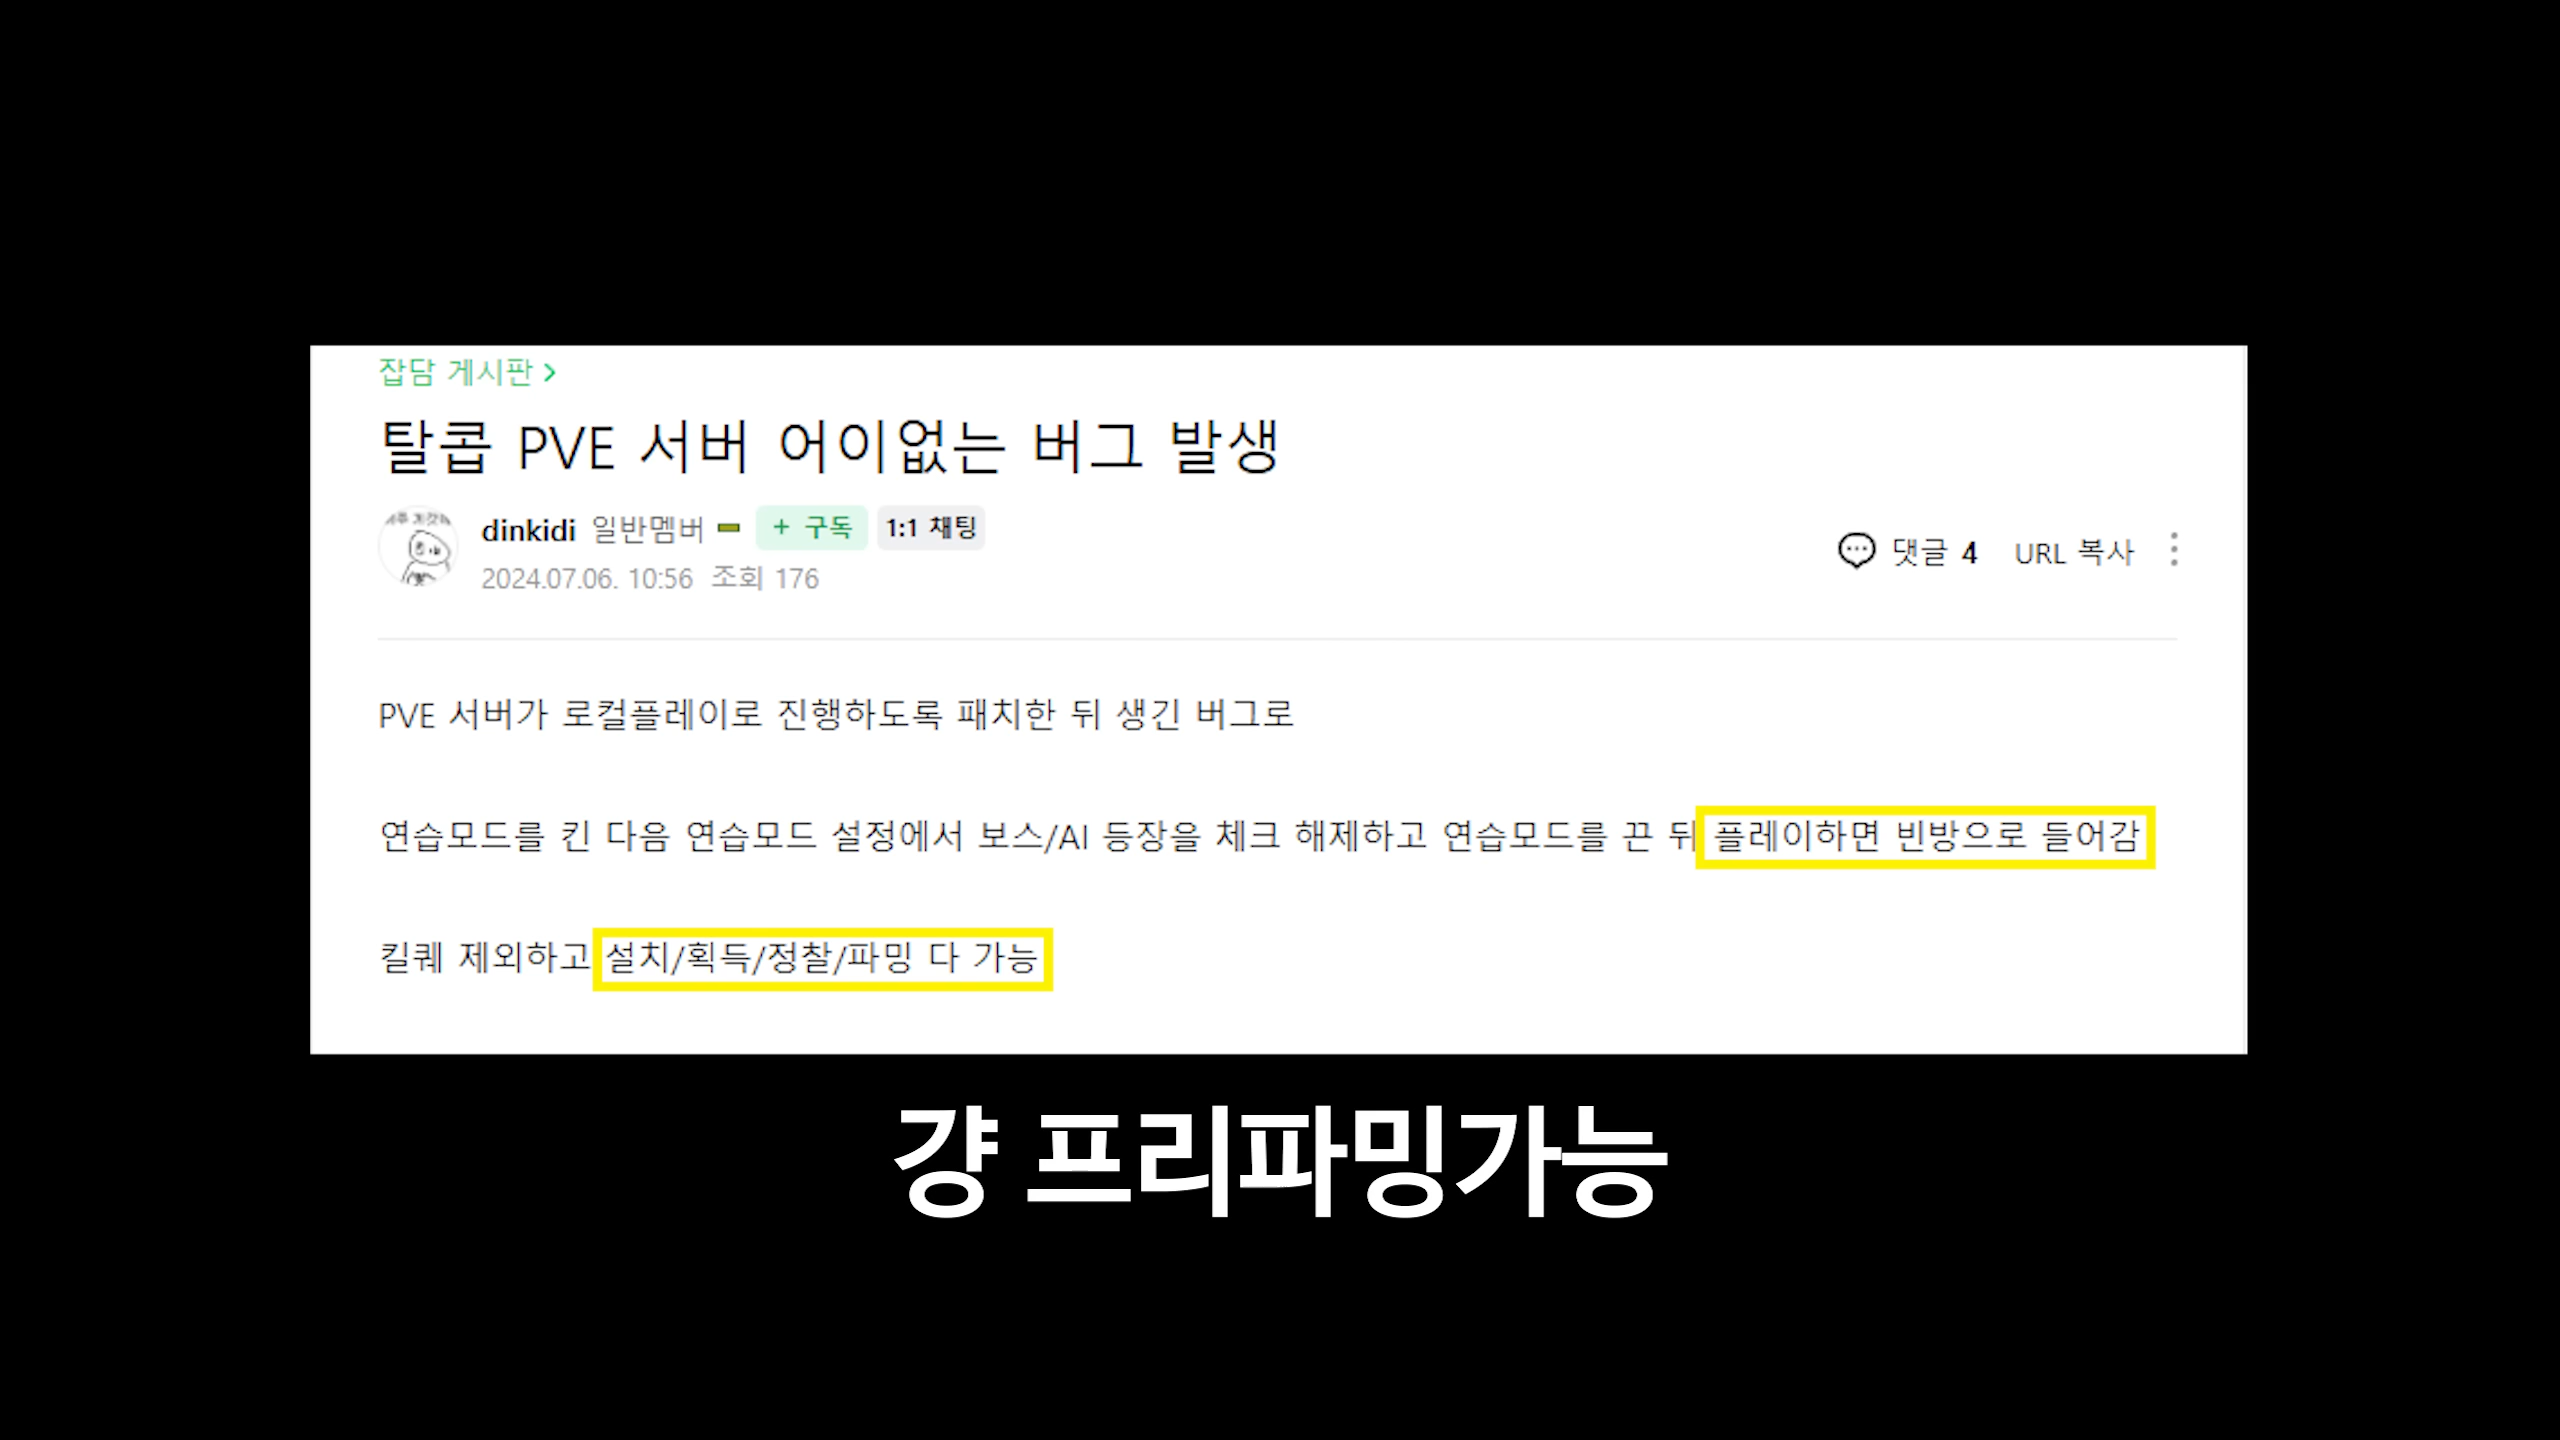 잡담 게시판 >
탈콥 PVE 서버 어이없는 버그 발생
dinkidi 일반멤버 + 구독 1:1 채팅
2024.07.06. 10:56 조회 176
댓글 4 URL 복사
PVE 서버가 로컬플레이로 진행하도록 패치한 뒤 생긴 버그로
연습모드를 킨 다음 연습모드 설정에서 보스/AI 등장을 체크 해제하고 연습모드를 끈 뒤 플레이하면 빈방으로 들어감
킬퀘 제외하고 설치/획득/정찰/파밍 다 가능
걍 프리파밍가능